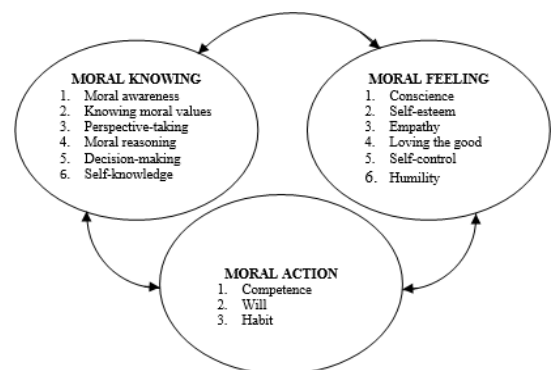 MORAL KNOWING
1. Moral awareness
2. Knowing moral values
3. Perspective-taking
4. Moral reasoning
5. Decision-making
6. Self-knowledge
MORAL FEELING
1. Conscience
2. Self-esteem
3. Empathy
4. Loving the good
5. Self-control
6. Humility
MORAL ACTION
1. Competence
2. Will
3. Habit